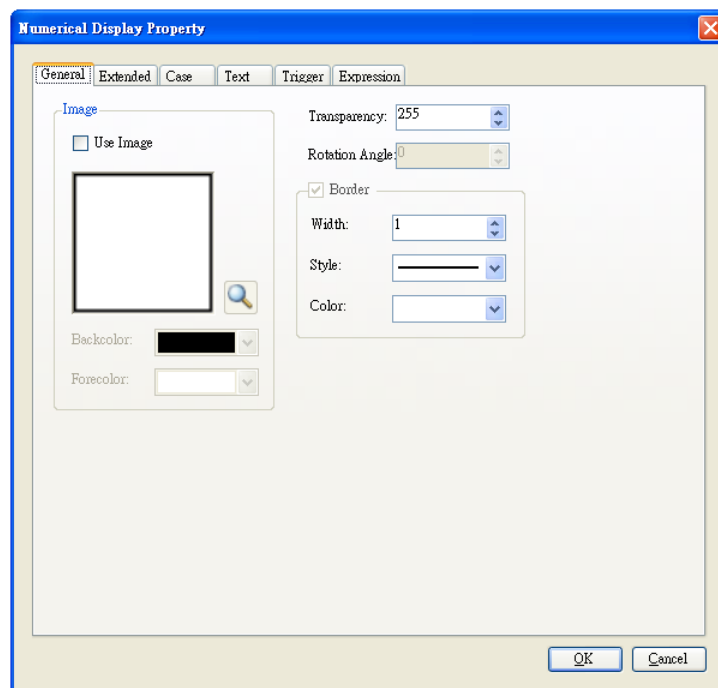 Numerical Display Property
General Extended Case Text Trigger Expression
Image
Use Image
Backcolor:
Forecolor:
Transparency: 255
Rotation Angle: 0
Border
Width: 1
Style:
Color:
OK Cancel